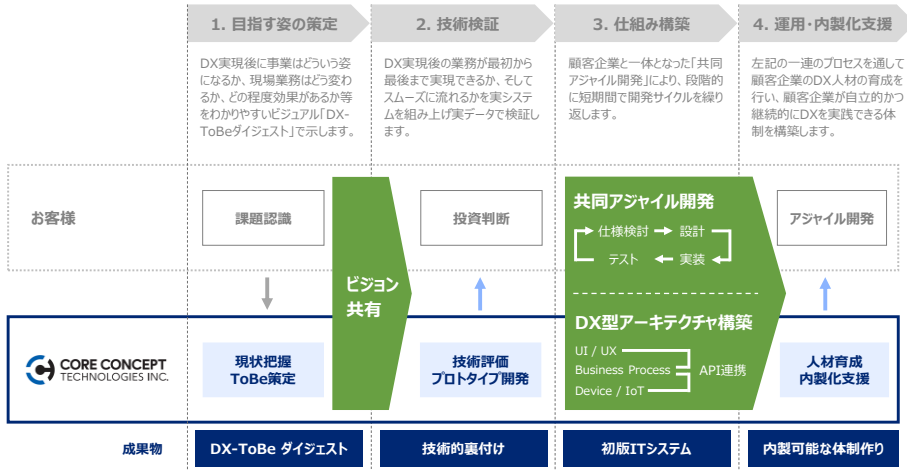 1. 目指す姿の策定
2. 技術検証
3. 仕組み構築
4. 運用・内製化支援
DX実現後に事業はどういう姿
になるか、現場業務はどう変わ
るか、どの程度効果があるか等
をわかりやすいビジュアル「DX-
ToBeダイジェスト」で示します。
DX実現後の業務が最初から
最後まで実現できるか、そして
スムーズに流れるかを実システ
ムを組み上げ実データで検証し
ます。
顧客企業と一体となった「共同
アジャイル開発」により、段階的
に短期間で開発サイクルを繰り
返します。
左記の一連のプロセスを通して
顧客企業のDX人材の育成を
行い、顧客企業が自立的かつ
継続的にDXを実践できる体
制を構築します。
お客様
課題認識
ビジョン
共有
投資判断
共同アジャイル開発
仕様検討
設計
テスト
実装
アジャイル開発
CORE CONCEPT
TECHNOLOGIES INC.
現状把握
ToBe策定
技術評価
プロトタイプ開発
DX型アーキテクチャ構築
UI / UX
Business Process
API連携
Device / IoT
人材育成
内製化支援
成果物
DX-ToBe ダイジェスト
技術的裏付け
初版ITシステム
内製可能な体制作り